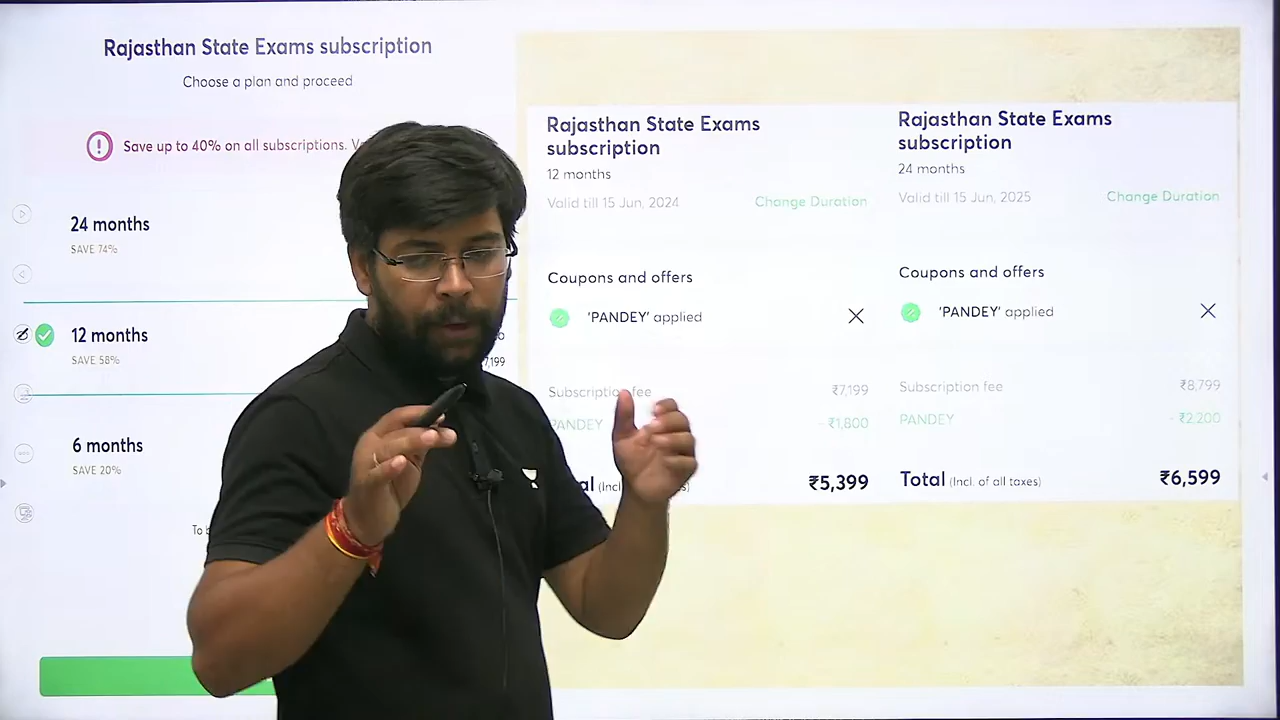 Rajasthan State Exams subscription
Choose a plan and proceed
Save up to 40% on all subscriptions.
24 months
SAVE 74%
12 months
SAVE 58%
7,199
6 months
SAVE 20%
To
Rajasthan State Exams
subscription
12 months
Valid till 15 Jun, 2024 Change Duration
Coupons and offers
'PANDEY' applied
Subscription fee ₹7,199
PANDEY - ₹1,800
(Incl ₹5,399
Rajasthan State Exams
subscription
24 months
Valid till 15 Jun, 2025 Change Duration
Coupons and offers
'PANDEY' applied
Subscription fee ₹8,799
PANDEY - ₹2,200
Total (Incl. of all taxes) ₹6,599